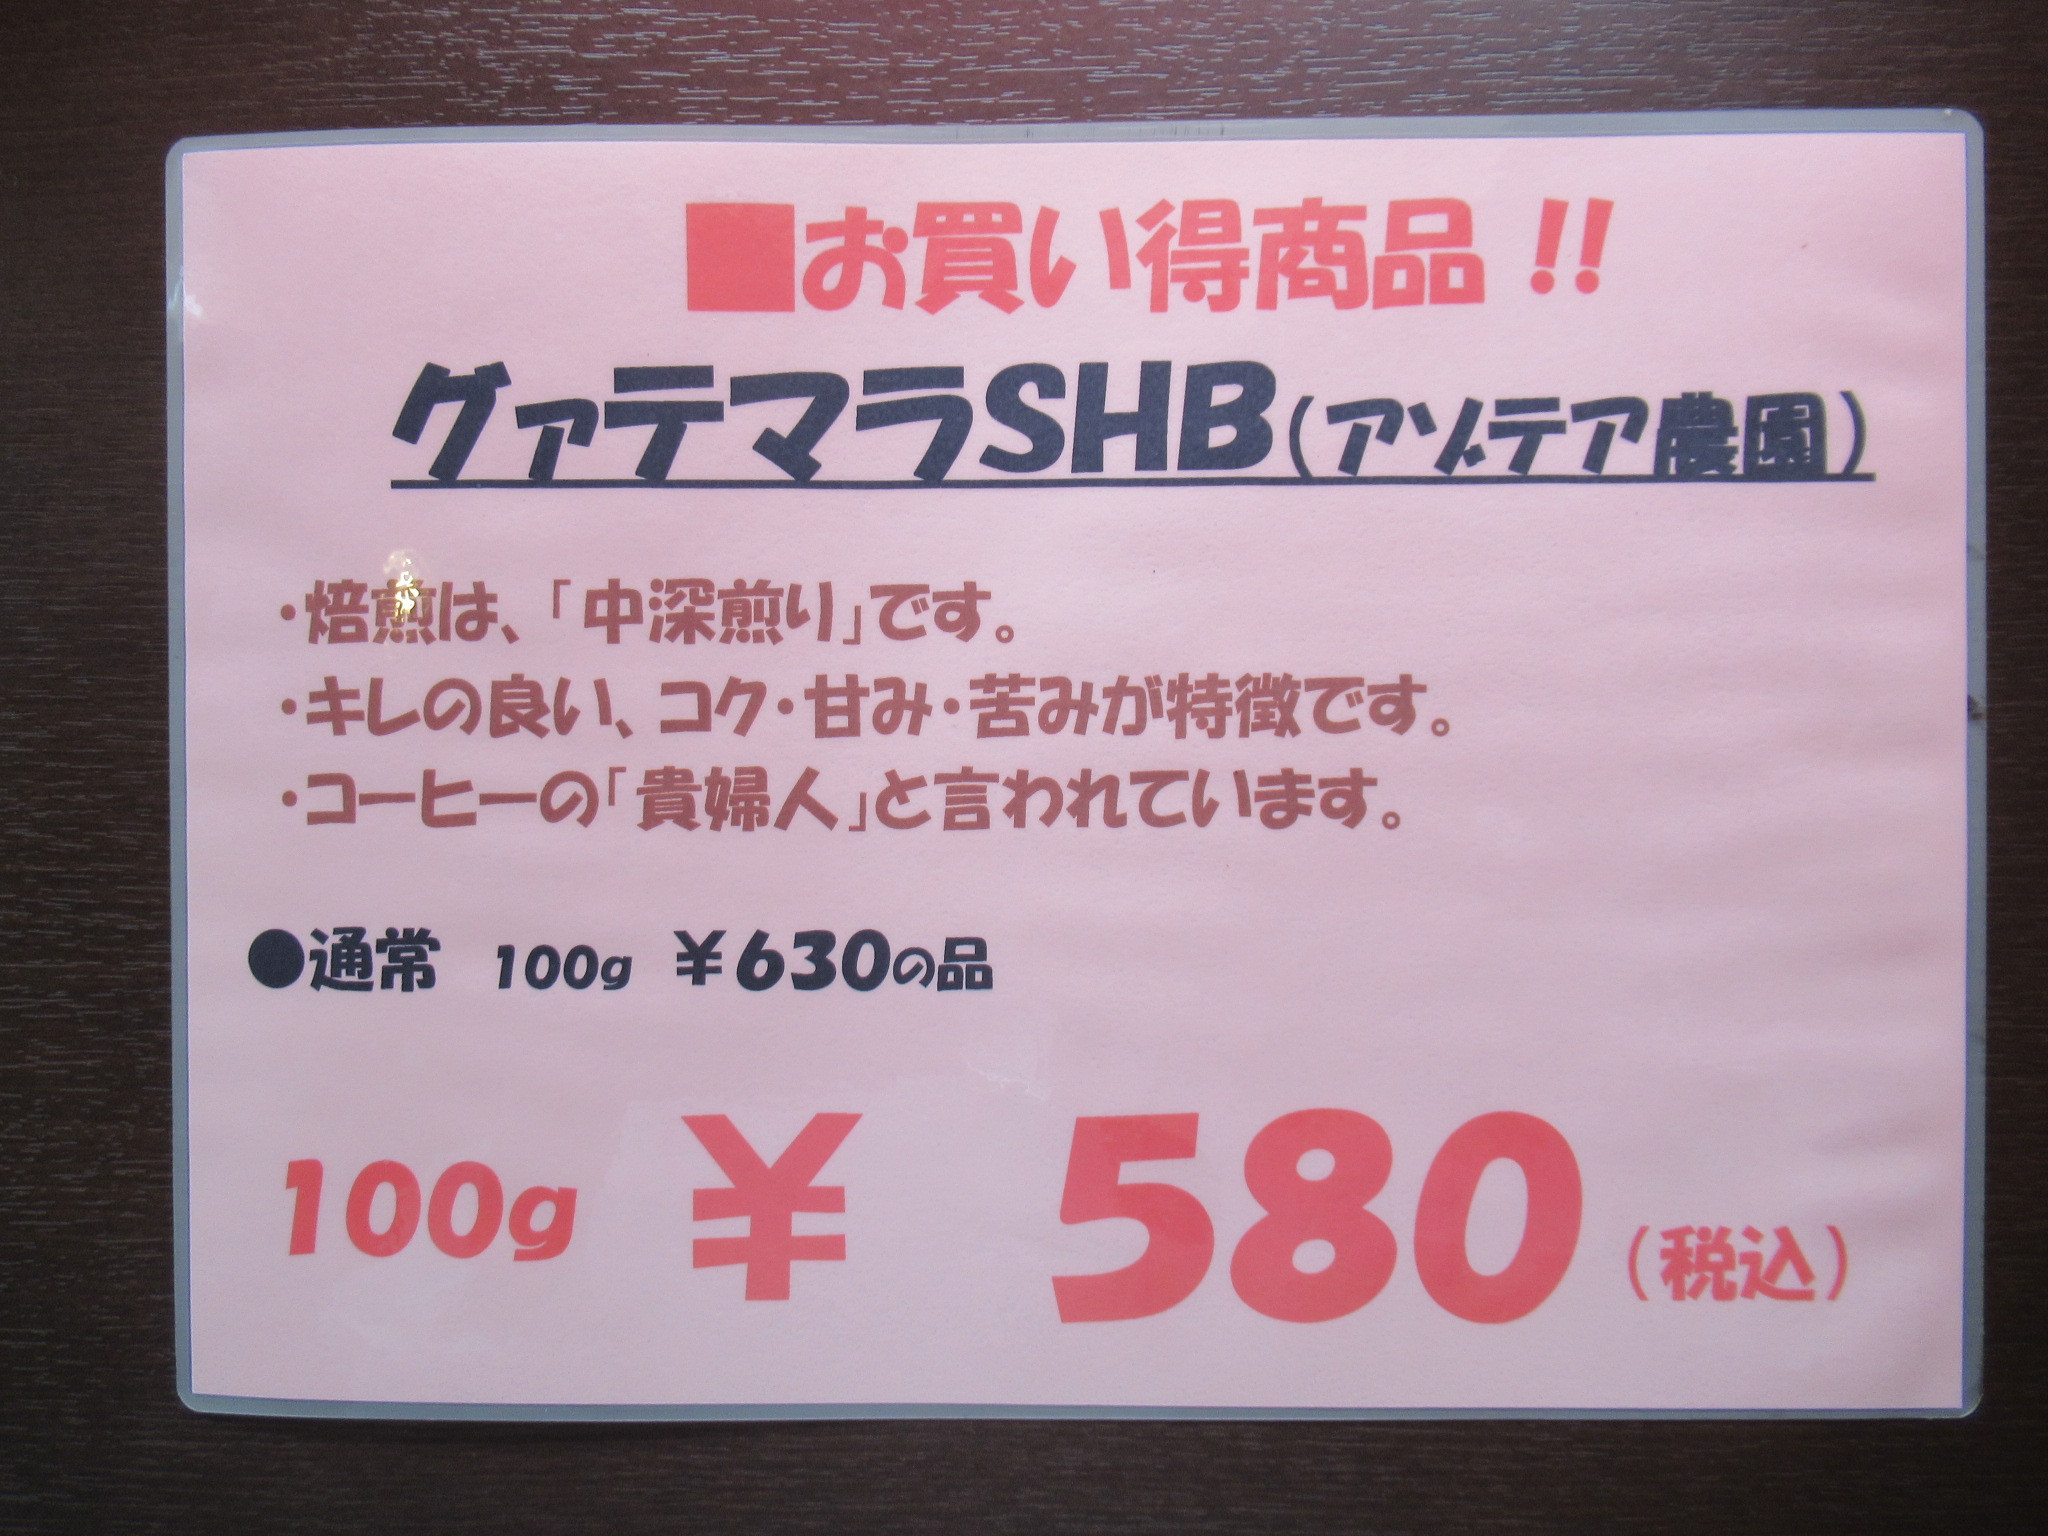 ■お買い得商品!!
グァテマラSHB(アゾテア農園)
・焙煎は、「中深煎り」です。
・キレの良い、コク・甘み・苦みが特徴です。
・コーヒーの「貴婦人」と言われています。
●通常 100g ￥630の品
100g ￥ 580 (税込)